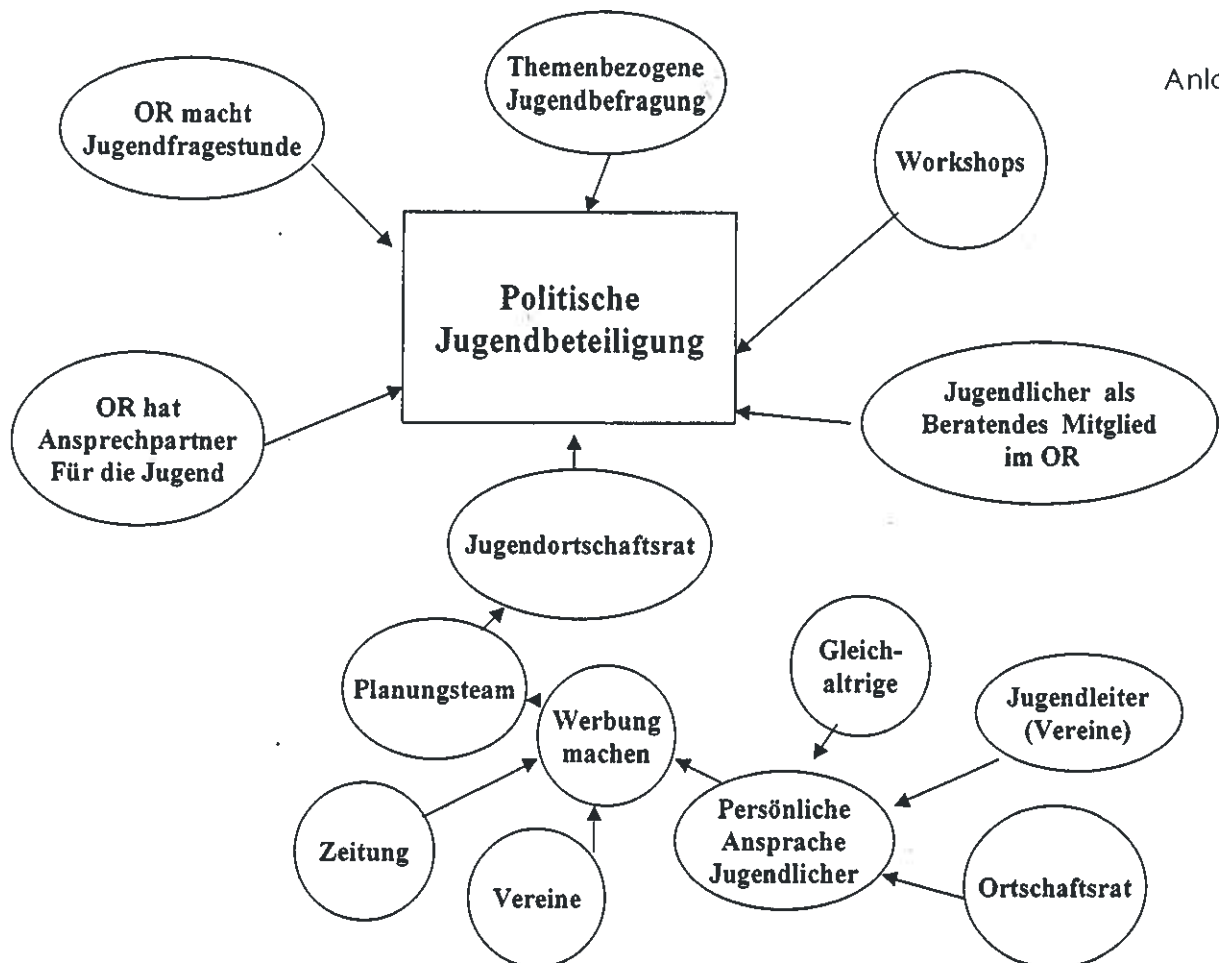 Themenbezogene
Jugendbefragung
OR macht
Jugendfragestunde
Workshops
Politische
Jugendbeteiligung
OR hat
Ansprechpartner
Für die Jugend
Jugendlicher als
Beratendes Mitglied
im OR
Jugendortschaftsrat
Planungsteam
Werbung
machen
Gleich-
altrige
Jugendleiter
(Vereine)
Persönliche
Ansprache
Jugendlicher
Zeitung
Vereine
Ortschaftsrat